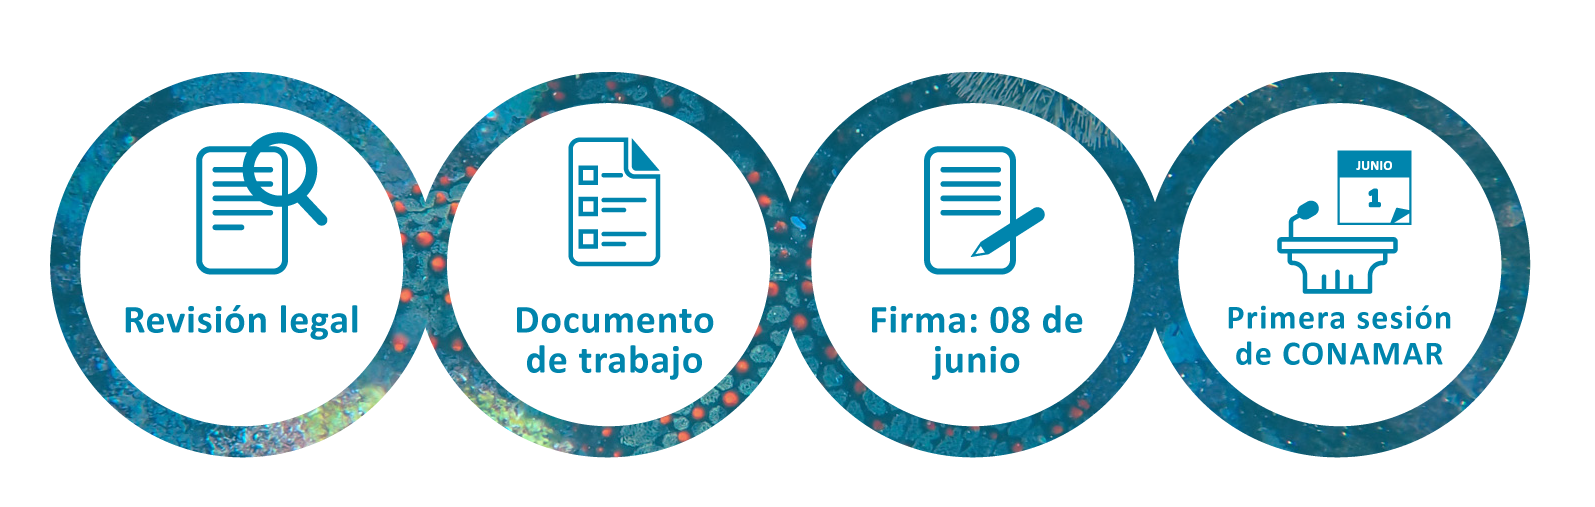 Revisión legal
Documento
de trabajo
Firma: 08 de
junio
JUNIO
1
Primera sesión
de CONAMAR